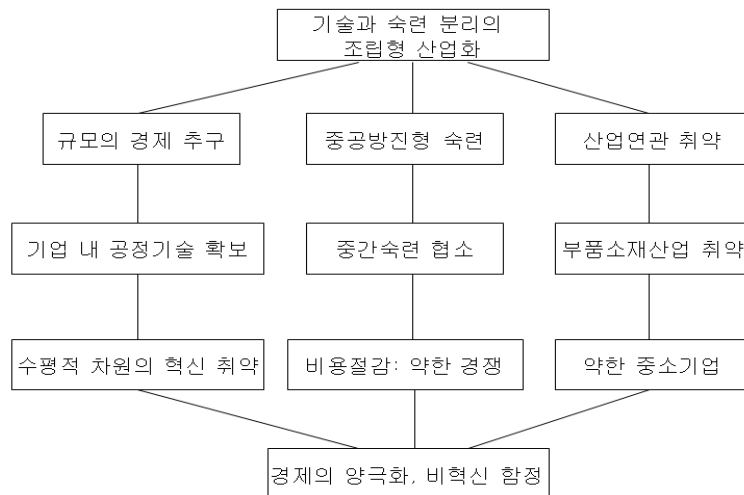 기술과 숙련 분리의
조립형 산업화
규모의 경제 추구
중공방진형 숙련
산업연관 취약
기업 내 공정기술 확보
중간숙련 협소
부품소재산업 취약
수평적 차원의 혁신 취약
비용절감: 약한 경쟁
약한 중소기업
경제의 양극화, 비혁신 함정